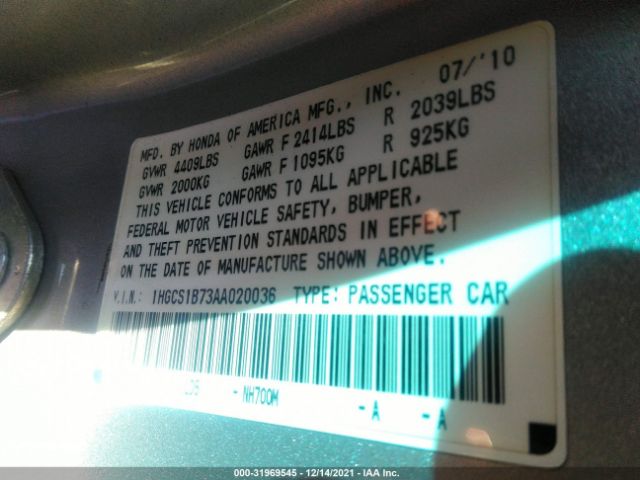 07/'10
MFD. BY HONDA OF AMERICA MFG., INC.
GVWR 4409LBS GAWR F 2414LBS R 2039LBS
GVWR 2000KG GAWR F 1095KG R 925KG
THIS VEHICLE CONFORMS TO ALL APPLICABLE
FEDERAL MOTOR VEHICLE SAFETY, BUMPER,
AND THEFT PREVENTION STANDARDS IN EFFECT
ON THE DATE OF MANUFACTURE SHOWN ABOVE.
V.I.N.: 1HGCS1B73AA020036 TYPE: PASSENGER CAR
- NH700M - A - A
000-31969545 - 12/14/2021 - IAA Inc.